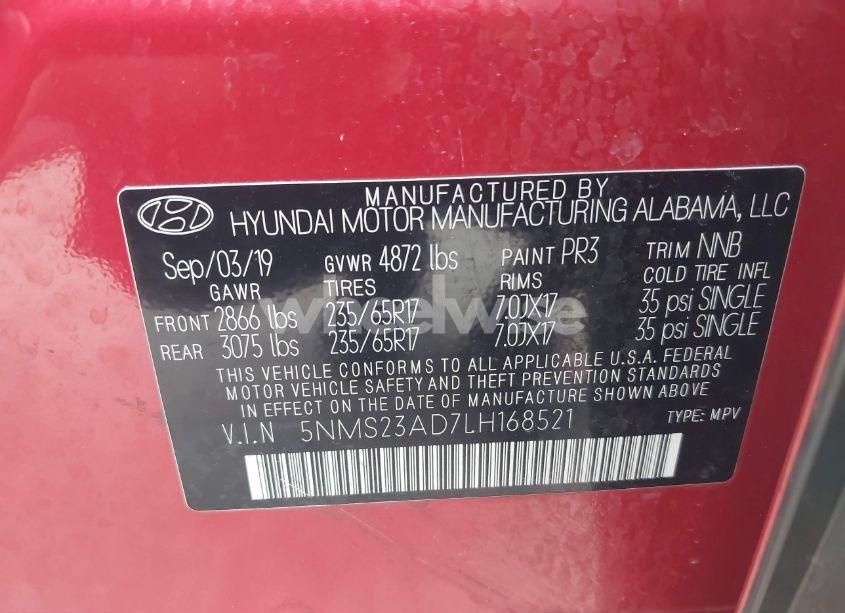 MANUFACTURED BY
HYUNDAI MOTOR MANUFACTURING ALABAMA, LLC
Sep/03/19 GVWR 4872 lbs PAINT PR3 TRIM NNB
GAWR TIRES RIMS COLD TIRE INFL
FRONT 2866 lbs 235/65R17 7.0JX17 35 psi SINGLE
REAR 3075 lbs 235/65R17 7.0JX17 35 psi SINGLE
wheelwise
THIS VEHICLE CONFORMS TO ALL APPLICABLE U.S.A. FEDERAL
MOTOR VEHICLE SAFETY AND THEFT PREVENTION STANDARDS
IN EFFECT ON THE DATE OF MANUFACTURE SHOWN ABOVE.
V.I.N 5NMS23AD7LH168521 TYPE: MPV